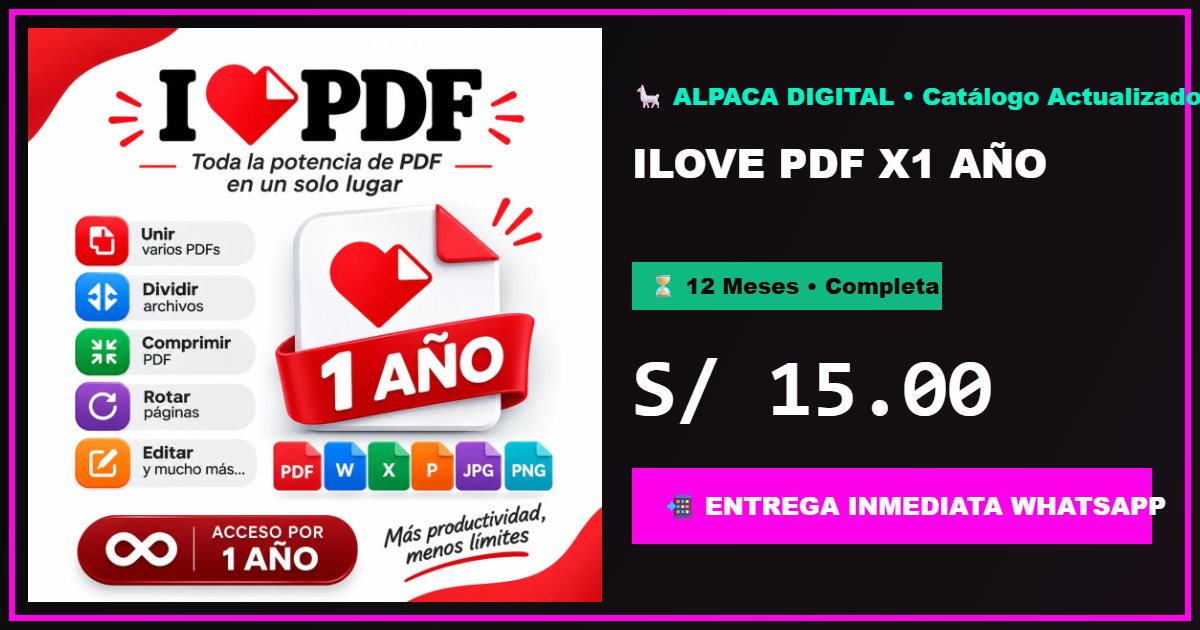 I PDF
Toda la potencia de PDF
en un solo lugar
Unir
varios PDFs
Dividir
archivos
Comprimir
PDF
Rotar
páginas
Editar
y mucho más...
1 AÑO
PDF W X P JPG PNG
ACCESO POR
1 AÑO
Más productividad,
menos límites
ALPACA DIGITAL • Catálogo Actualizado
ILOVE PDF X1 AÑO
12 Meses • Completa
S/ 15.00
ENTREGA INMEDIATA WHATSAPP